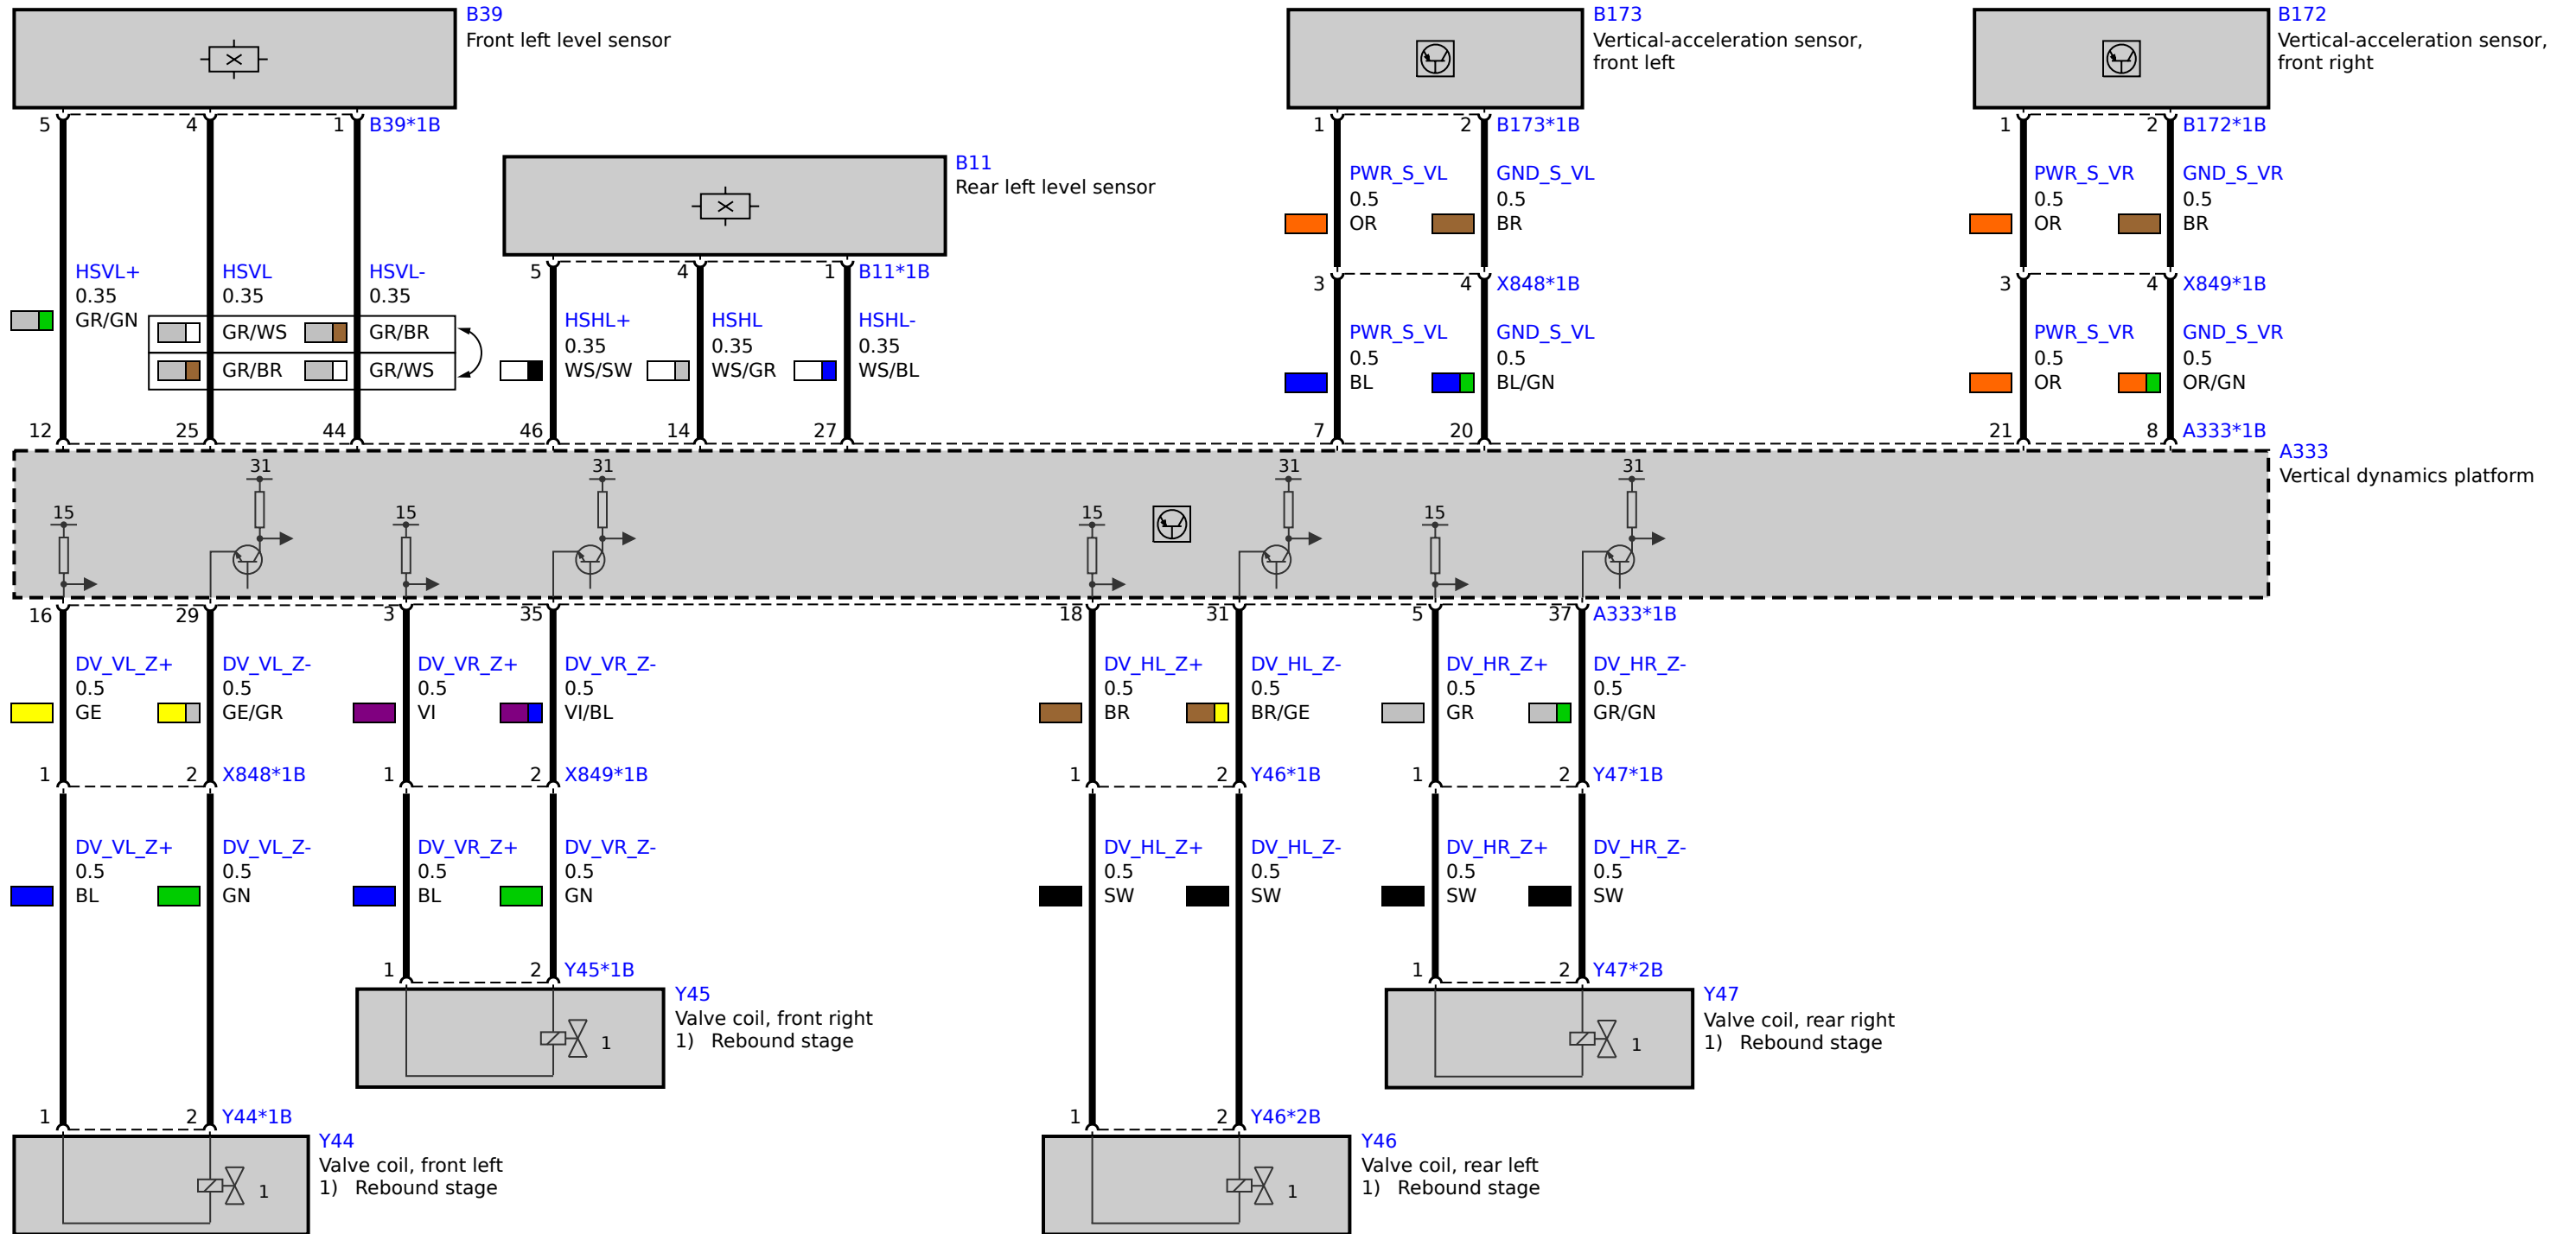 B39
Front left level sensor
B173
Vertical-acceleration sensor,
front left
B172
Vertical-acceleration sensor,
front right
5 4 1 B39*1B
1 2 B173*1B
1 2 B172*1B
B11
Rear left level sensor
PWR_S_VL GND_S_VL PWR_S_VR GND_S_VR
0.5 0.5 0.5 0.5
OR BR OR BR
HSVL+ HSVL HSVL-
0.35 0.35 0.35
GR/GN
GR/WS GR/BR
GR/BR GR/WS
5 4 1 B11*1B
3 4 X848*1B
3 4 X849*1B
HSHL+ HSHL HSHL-
0.35 0.35 0.35
WS/SW WS/GR WS/BL
PWR_S_VL GND_S_VL PWR_S_VR GND_S_VR
0.5 0.5 0.5 0.5
BL BL/GN OR OR/GN
12 25 44 46 14 27 7 20 21 8 A333*1B
A333
Vertical dynamics platform
31 31 31 31
15 15 15 15
16 29 3 35 18 31 5 37 A333*1B
DV_VL_Z+ DV_VL_Z- DV_VR_Z+ DV_VR_Z- DV_HL_Z+ DV_HL_Z- DV_HR_Z+ DV_HR_Z-
0.5 0.5 0.5 0.5 0.5 0.5 0.5 0.5
GE GE/GR VI VI/BL BR BR/GE GR GR/GN
1 2 X848*1B 1 2 X849*1B 1 2 Y46*1B 1 2 Y47*1B
DV_VL_Z+ DV_VL_Z- DV_VR_Z+ DV_VR_Z- DV_HL_Z+ DV_HL_Z- DV_HR_Z+ DV_HR_Z-
0.5 0.5 0.5 0.5 0.5 0.5 0.5 0.5
BL GN BL GN SW SW SW SW
1 2 Y45*1B
1 2 Y47*2B
Y45
Valve coil, front right
1) Rebound stage
1
Y47
Valve coil, rear right
1) Rebound stage
1
1 2 Y44*1B
1 2 Y46*2B
Y44
Valve coil, front left
1) Rebound stage
1
Y46
Valve coil, rear left
1) Rebound stage
1